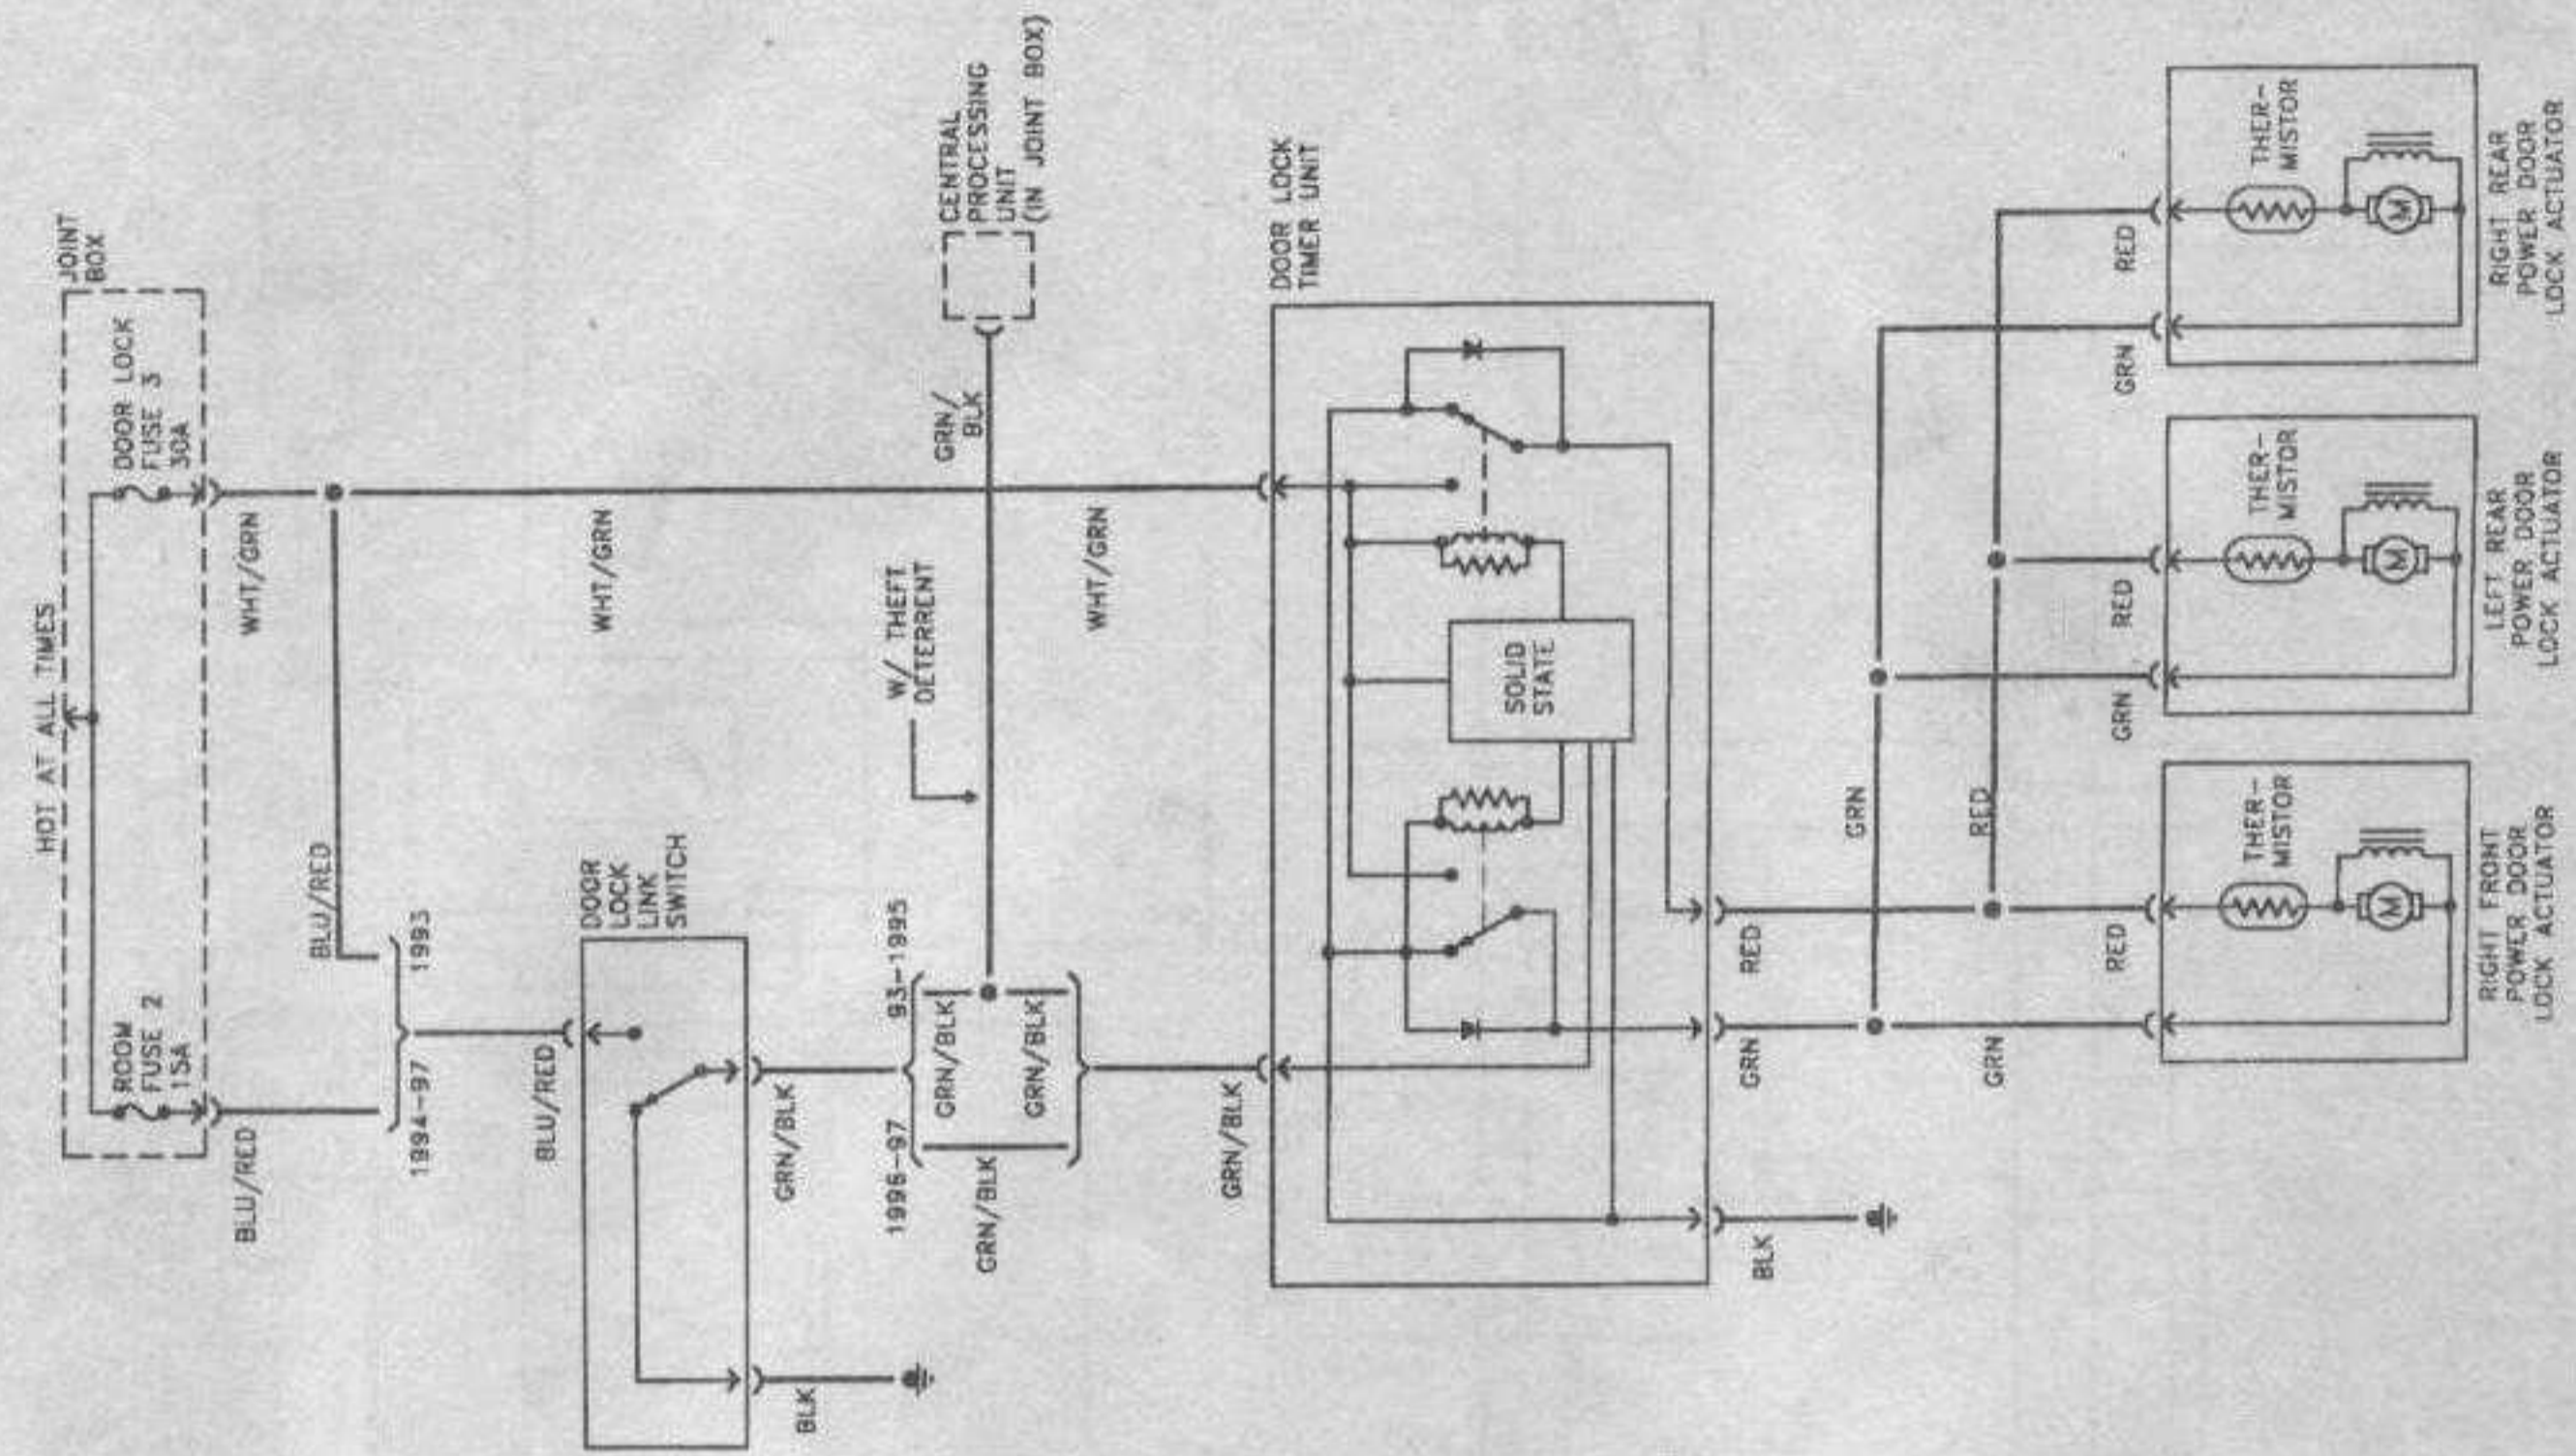 HOT AT ALL TIMES
JOINT
BOX
ROOM
FUSE 2
15A
DOOR LOCK
FUSE 3
30A
BLU/RED
WHT/GRN
BLU/RED
1994-97
1993
BLU/RED
WHT/GRN
DOOR
LOCK
LINK
SWITCH
BLK
GRN/BLK
1996-97
93-1995
GRN/BLK
GRN/BLK
GRN/BLK
W/ THEFT
DETERRENT
GRN/
BLK
CENTRAL
PROCESSING
UNIT
(IN JOINT BOX)
WHT/GRN
GRN/BLK
DOOR LOCK
TIMER UNIT
SOLID
STATE
BLK
GRN
RED
GRN
RED
GRN
RED
GRN
RED
GRN
RED
GRN
RED
THER-
MISTOR
M
RIGHT FRONT
POWER DOOR
LOCK ACTUATOR
THER-
MISTOR
M
LEFT REAR
POWER DOOR
LOCK ACTUATOR
THER-
MISTOR
M
RIGHT REAR
POWER DOOR
LOCK ACTUATOR